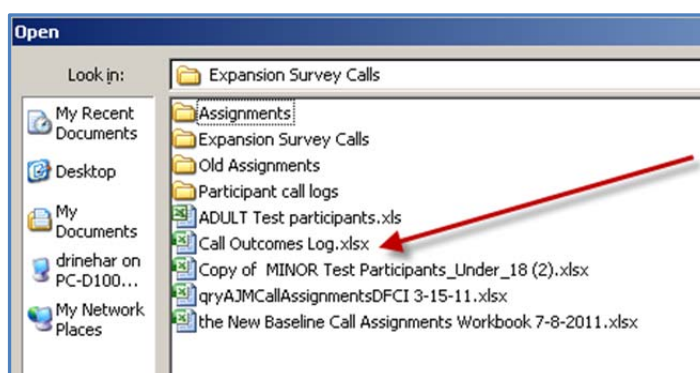 Open
Look in:
Expansion Survey Calls
My Recent
Documents
Desktop
My
Documents
drinehar on
PC-D100...
My Network
Places
Assignments
Expansion Survey Calls
Old Assignments
Participant call logs
ADULT Test participants.xls
Call Outcomes Log.xlsx
Copy of  MINOR Test Participants_Under_18 (2).xlsx
qryAJMCallAssignmentsDFCI 3-15-11.xlsx
the New Baseline Call Assignments Workbook 7-8-2011.xlsx